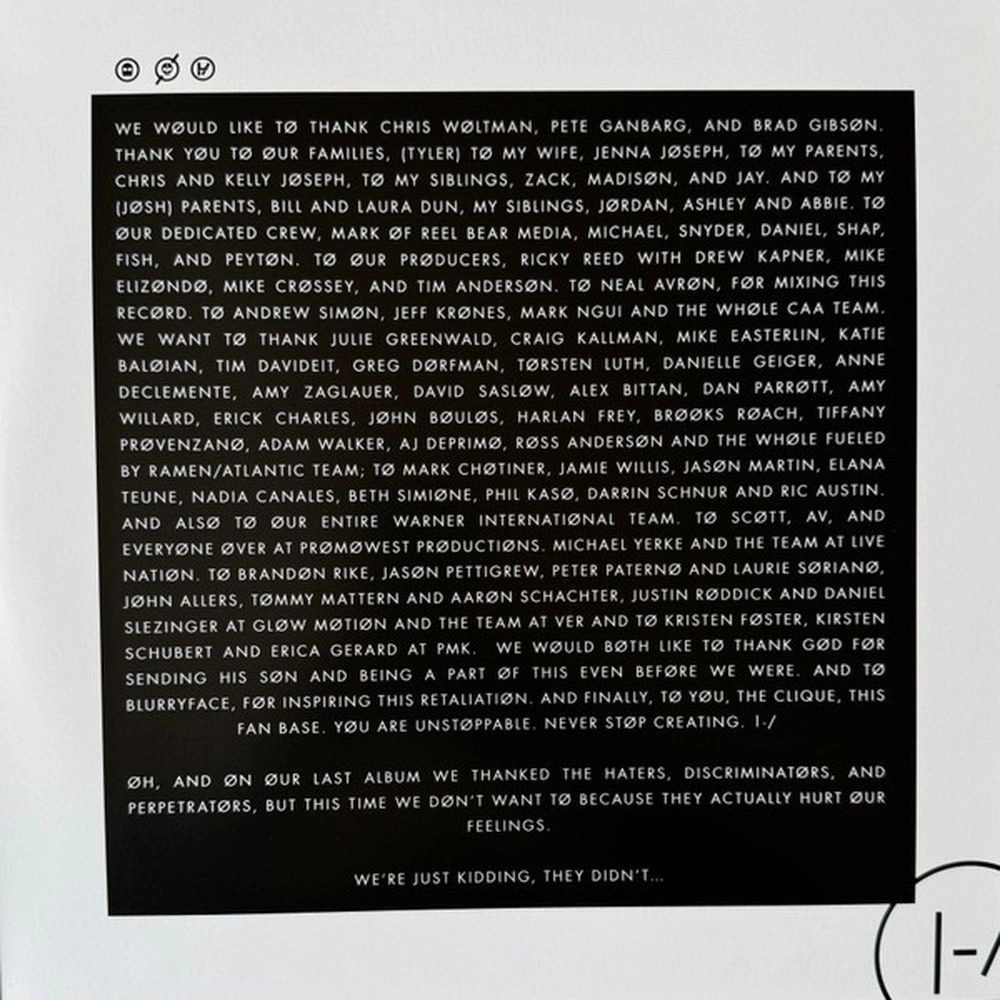 WE WØULD LIKE TØ THANK CHRIS WØLTMAN, PETE GANBARG, AND BRAD GIBSØN.
THANK YØU TØ ØUR FAMILIES, (TYLER) TØ MY WIFE, JENNA JØSEPH, TØ MY PARENTS,
CHRIS AND KELLY JØSEPH, TØ MY SIBLINGS, ZACK, MADISØN, AND JAY. AND TØ MY
(JØSH) PARENTS, BILL AND LAURA DUN, MY SIBLINGS, JØRDAN, ASHLEY AND ABBIE. TØ
ØUR DEDICATED CREW, MARK ØF REEL BEAR MEDIA, MICHAEL, SNYDER, DANIEL, SHAP,
FISH, AND PEYTØN. TØ ØUR PRØDUCERS, RICKY REED WITH DREW KAPNER, MIKE
ELIZØNDØ, MIKE CRØSSEY, AND TIM ANDERSØN. TØ NEAL AVRØN, FØR MIXING THIS
RECØRD. TØ ANDREW SIMØN, JEFF KRØNES, MARK NGUI AND THE WHØLE CAA TEAM.
WE WANT TØ THANK JULIE GREENWALD, CRAIG KALLMAN, MIKE EASTERLIN, KATIE
BALØIAN, TIM DAVIDEIT, GREG DØRFMAN, TØRSTEN LUTH, DANIELLE GEIGER, ANNE
DECLEMENTE, AMY ZAGLAUER, DAVID SASLØW, ALEX BITTAN, DAN PARRØTT, AMY
WILLARD, ERICK CHARLES, JØHN BØULØS, HARLAN FREY, BRØØKS RØACH, TIFFANY
PRØVENZANØ, ADAM WALKER, AJ DEPRIMØ, RØSS ANDERSØN AND THE WHØLE FUELED
BY RAMEN/ATLANTIC TEAM; TØ MARK CHØTINER, JAMIE WILLIS, JASØN MARTIN, ELANA
TEUNE, NADIA CANALES, BETH SIMIØNE, PHIL KASØ, DARRIN SCHNUR AND RIC AUSTIN.
AND ALSØ TØ ØUR ENTIRE WARNER INTERNATIØNAL TEAM. TØ SCØTT, AV, AND
EVERYØNE ØVER AT PRØMØWEST PRØDUCTIØNS. MICHAEL YERKE AND THE TEAM AT LIVE
NATIØN. TØ BRANDØN RIKE, JASØN PETTIGREW, PETER PATERNØ AND LAURIE SØRIANØ,
JØHN ALLERS, TØMMY MATTERN AND AARØN SCHACHTER, JUSTIN RØDDICK AND DANIEL
SLEZINGER AT GLØW MØTIØN AND THE TEAM AT VER AND TØ KRISTEN FØSTER, KIRSTEN
SCHUBERT AND ERICA GERARD AT PMK. WE WØULD BØTH LIKE TØ THANK GØD FØR
SENDING HIS SØN AND BEING A PART ØF THIS EVEN BEFØRE WE WERE. AND TØ
BLURRYFACE, FØR INSPIRING THIS RETALIATIØN. AND FINALLY, TØ YØU, THE CLIQUE, THIS
FAN BASE. YØU ARE UNSTØPPABLE. NEVER STØP CREATING. |-/
ØH, AND ØN ØUR LAST ALBUM WE THANKED THE HATERS, DISCRIMINATØRS, AND
PERPETRATØRS, BUT THIS TIME WE DØN'T WANT TØ BECAUSE THEY ACTUALLY HURT ØUR
FEELINGS.
WE'RE JUST KIDDING, THEY DIDN'T...
|-/